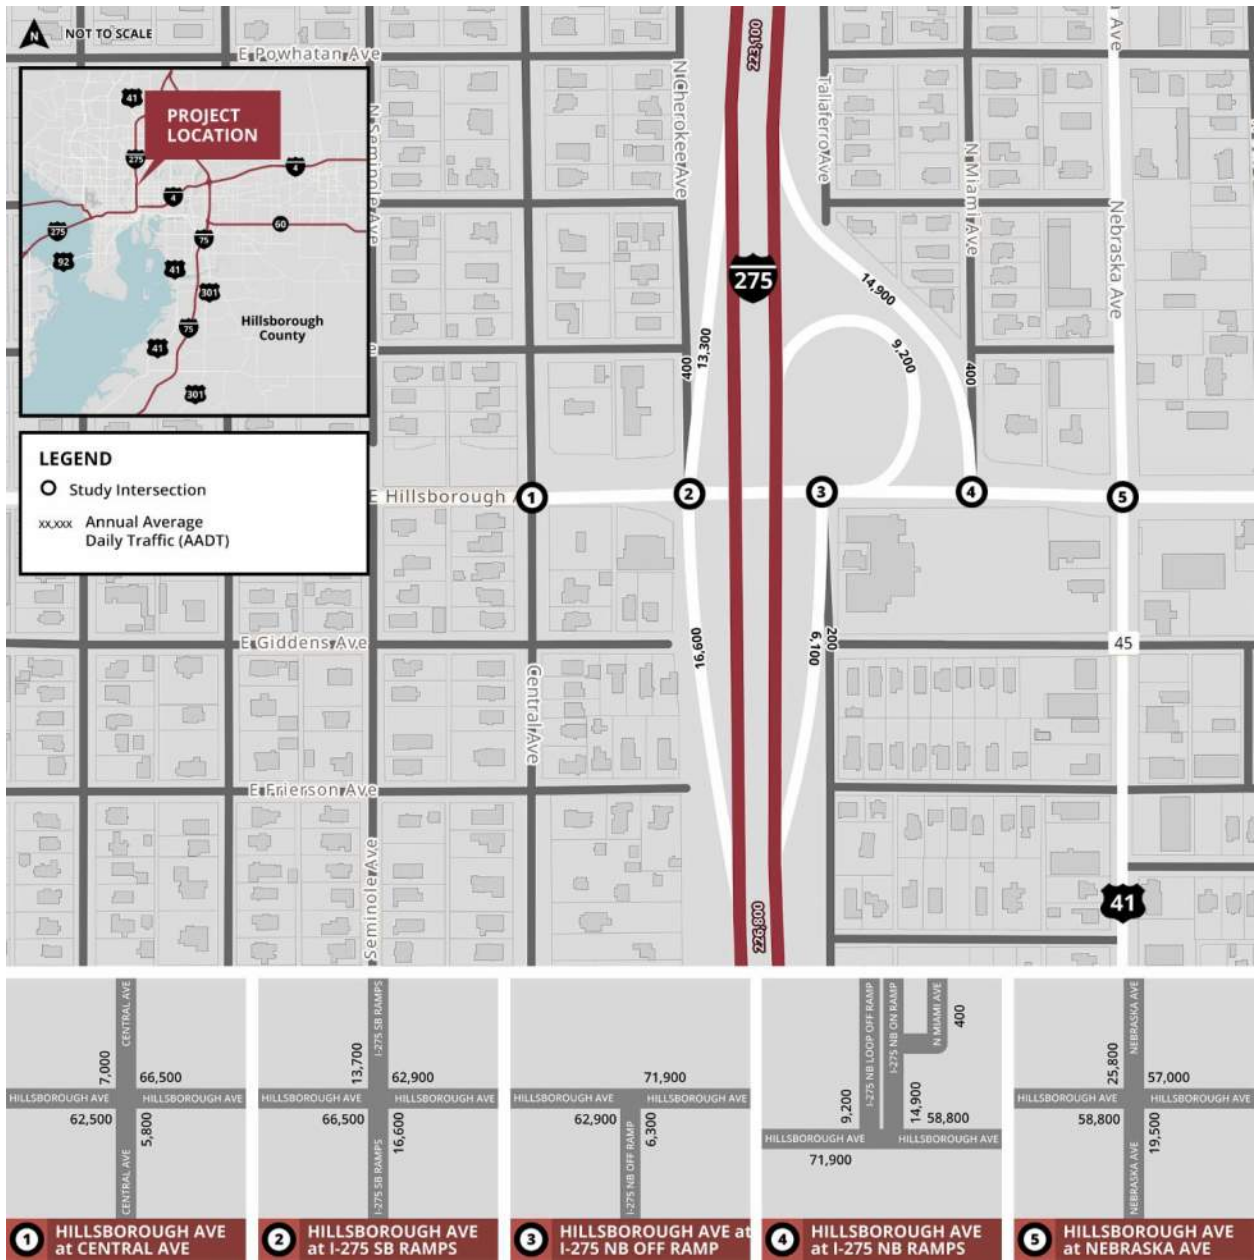 N
NOT TO SCALE
E Powhatan Ave
PROJECT
LOCATION
41
275
4
4
275
60
75
92
41
301
75
41
301
Hillsborough
County
LEGEND
Study Intersection
xx,xxx Annual Average
Daily Traffic (AADT)
N Seminole Ave
N Cherokee Ave
223,100
Taliaferro Ave
N Miami Ave
Nebraska Ave
Ave
275
14,900
9,200
13,300
400
400
E Hillsborough
1
2
3
4
5
E Giddens Ave
16,600
200
6,100
45
Central Ave
E Frierson Ave
Seminole Ave
226,800
41
CENTRAL AVE
7,000
66,500
HILLSBOROUGH AVE
HILLSBOROUGH AVE
62,500
5,800
CENTRAL AVE
1 HILLSBOROUGH AVE
at CENTRAL AVE
I-275 SB RAMPS
13,700
62,900
HILLSBOROUGH AVE
HILLSBOROUGH AVE
66,500
16,600
I-275 SB RAMPS
2 HILLSBOROUGH AVE
at I-275 SB RAMPS
71,900
HILLSBOROUGH AVE
HILLSBOROUGH AVE
62,900
6,300
I-275 NB OFF RAMP
3 HILLSBOROUGH AVE at
I-275 NB OFF RAMP
I-275 NB LOOP OFF RAMP
I-275 NB ON RAMP
N MIAMI AVE
400
9,200
14,900
58,800
HILLSBOROUGH AVE
HILLSBOROUGH AVE
71,900
4 HILLSBOROUGH AVE
at I-275 NB RAMPS
NEBRASKA AVE
25,800
57,000
HILLSBOROUGH AVE
HILLSBOROUGH AVE
58,800
19,500
NEBRASKA AVE
5 HILLSBOROUGH AVE
at NEBRASKA AVE